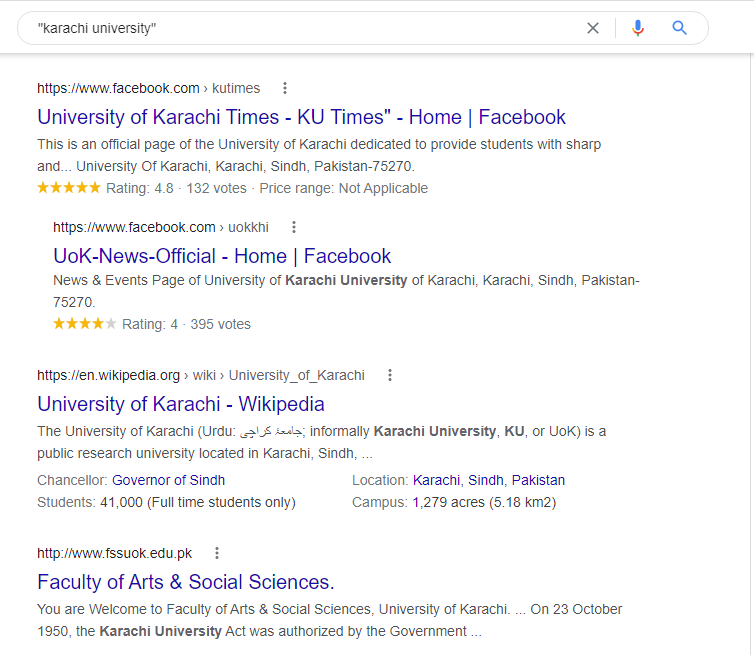 "karachi university"
https://www.facebook.com › kutimes
University of Karachi Times - KU Times" - Home | Facebook
This is an official page of the University of Karachi dedicated to provide students with sharp
and... University Of Karachi, Karachi, Sindh, Pakistan-75270.
Rating: 4.8 · 132 votes · Price range: Not Applicable
https://www.facebook.com › uokkhi
UoK-News-Official - Home | Facebook
News & Events Page of University of Karachi University of Karachi, Karachi, Sindh, Pakistan-
75270.
Rating: 4 · 395 votes
https://en.wikipedia.org › wiki › University_of_Karachi
University of Karachi - Wikipedia
The University of Karachi (Urdu: جامعۂ کراچی; informally Karachi University, KU, or UoK) is a
public research university located in Karachi, Sindh, ...
Chancellor: Governor of Sindh Location: Karachi, Sindh, Pakistan
Students: 41,000 (Full time students only) Campus: 1,279 acres (5.18 km2)
http://www.fssuok.edu.pk
Faculty of Arts & Social Sciences.
You are Welcome to Faculty of Arts & Social Sciences, University of Karachi. ... On 23 October
1950, the Karachi University Act was authorized by the Government ...